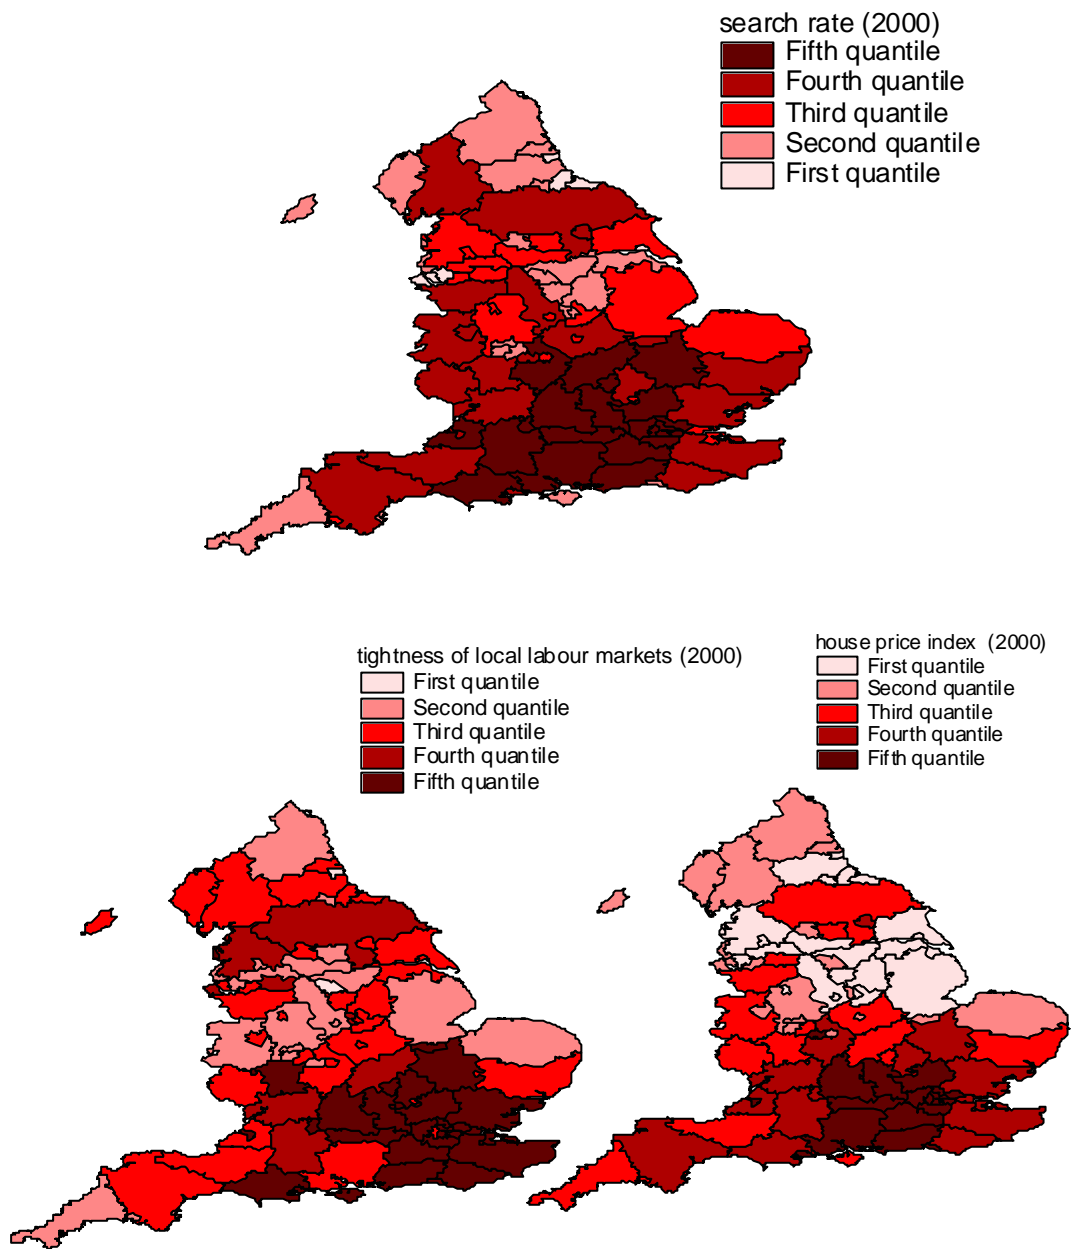 search rate (2000)
Fifth quantile
Fourth quantile
Third quantile
Second quantile
First quantile
tightness of local labour markets (2000)
First quantile
Second quantile
Third quantile
Fourth quantile
Fifth quantile
house price index (2000)
First quantile
Second quantile
Third quantile
Fourth quantile
Fifth quantile